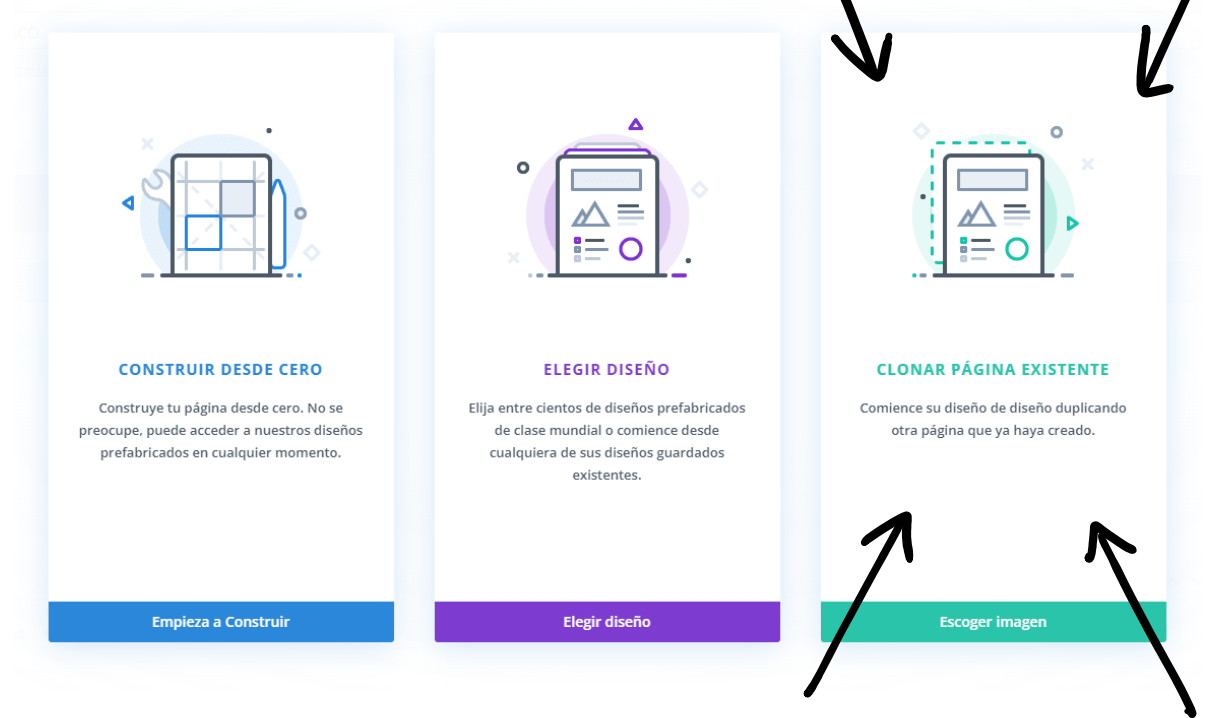 CONSTRUIR DESDE CERO
Construye tu página desde cero. No se
preocupe, puede acceder a nuestros diseños
prefabricados en cualquier momento.
Empieza a Construir
ELEGIR DISEÑO
Elija entre cientos de diseños prefabricados
de clase mundial o comience desde
cualquiera de sus diseños guardados
existentes.
Elegir diseño
CLONAR PÁGINA EXISTENTE
Comience su diseño de diseño duplicando
otra página que ya haya creado.
Escoger imagen